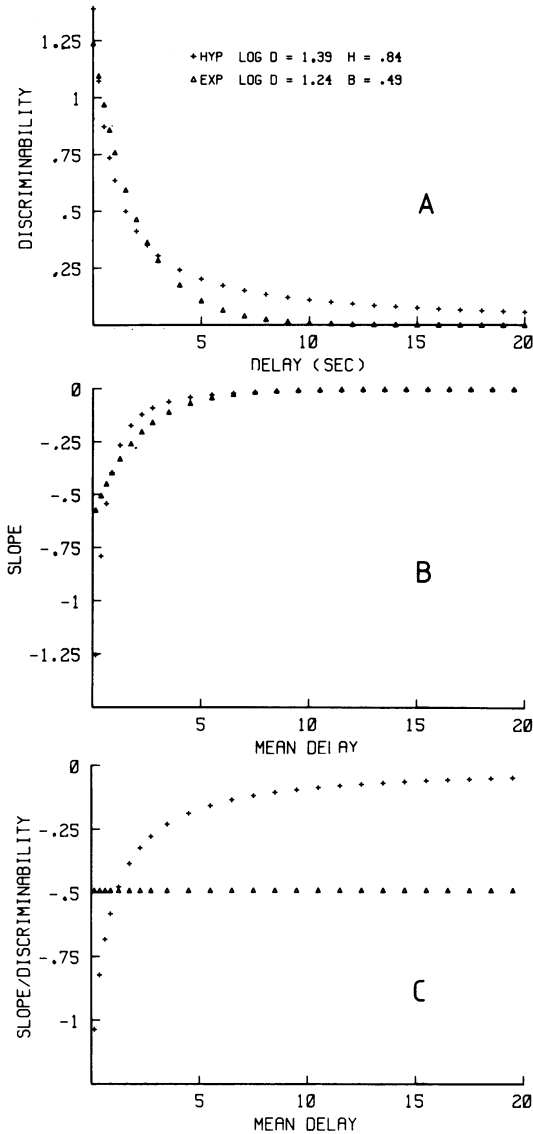 +HYP LOG D = 1.39 H = .84
▵EXP LOG D = 1.24 B = .49
1.25
1
.75
.5
.25
DISCRIMINABILITY
A
5 10 15 20
DELAY (SEC)
0
-.25
-.5
-.75
-1
-1.25
SLOPE
B
5 10 15 20
MEAN DELAY
0
-.25
-.5
-.75
-1
SLOPE/DISCRIMINABILITY
C
5 10 15 20
MEAN DELAY